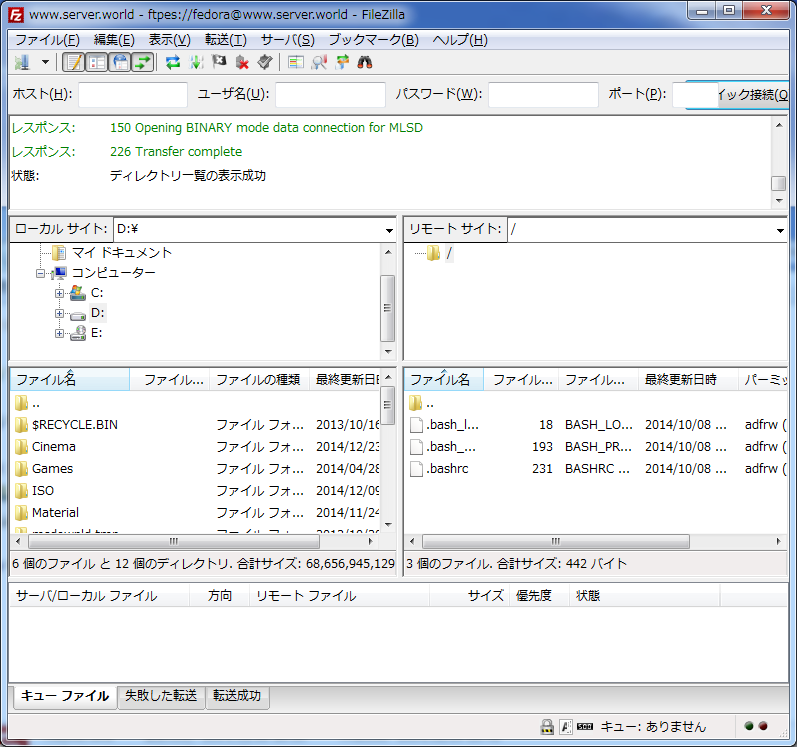 www.server.world - ftpes://fedora@www.server.world - FileZilla
ファイル(F) 編集(E) 表示(V) 転送(T) サーバ(S) ブックマーク(B) ヘルプ(H)
ホスト(H): ユーザ名(U): パスワード(W): ポート(P): イック接続(Q
レスポンス: 150 Opening BINARY mode data connection for MLSD
レスポンス: 226 Transfer complete
状態: ディレクトリ一覧の表示成功
ローカル サイト: D:¥
マイ ドキュメント
コンピューター
C:
D:
E:
リモート サイト: /
/
ファイル名 ファイル... ファイルの種類 最終更新日時
..
$RECYCLE.BIN ファイル フォ... 2013/10/16
Cinema ファイル フォ... 2014/12/23
Games ファイル フォ... 2014/04/28
ISO ファイル フォ... 2014/12/09
Material ファイル フォ... 2014/11/24
6 個のファイル と 12 個のディレクトリ. 合計サイズ: 68,656,945,129
ファイル名 ファイル... ファイル... 最終更新日時 パーミッ
..
.bash_l... 18 BASH_LO... 2014/10/08 ... adfrw (
.bash_... 193 BASH_PR... 2014/10/08 ... adfrw (
.bashrc 231 BASHRC ... 2014/10/08 ... adfrw (
3 個のファイル. 合計サイズ: 442 バイト
サーバ/ローカル ファイル 方向 リモート ファイル サイズ 優先度 状態
キュー ファイル 失敗した転送 転送成功
キュー: ありません